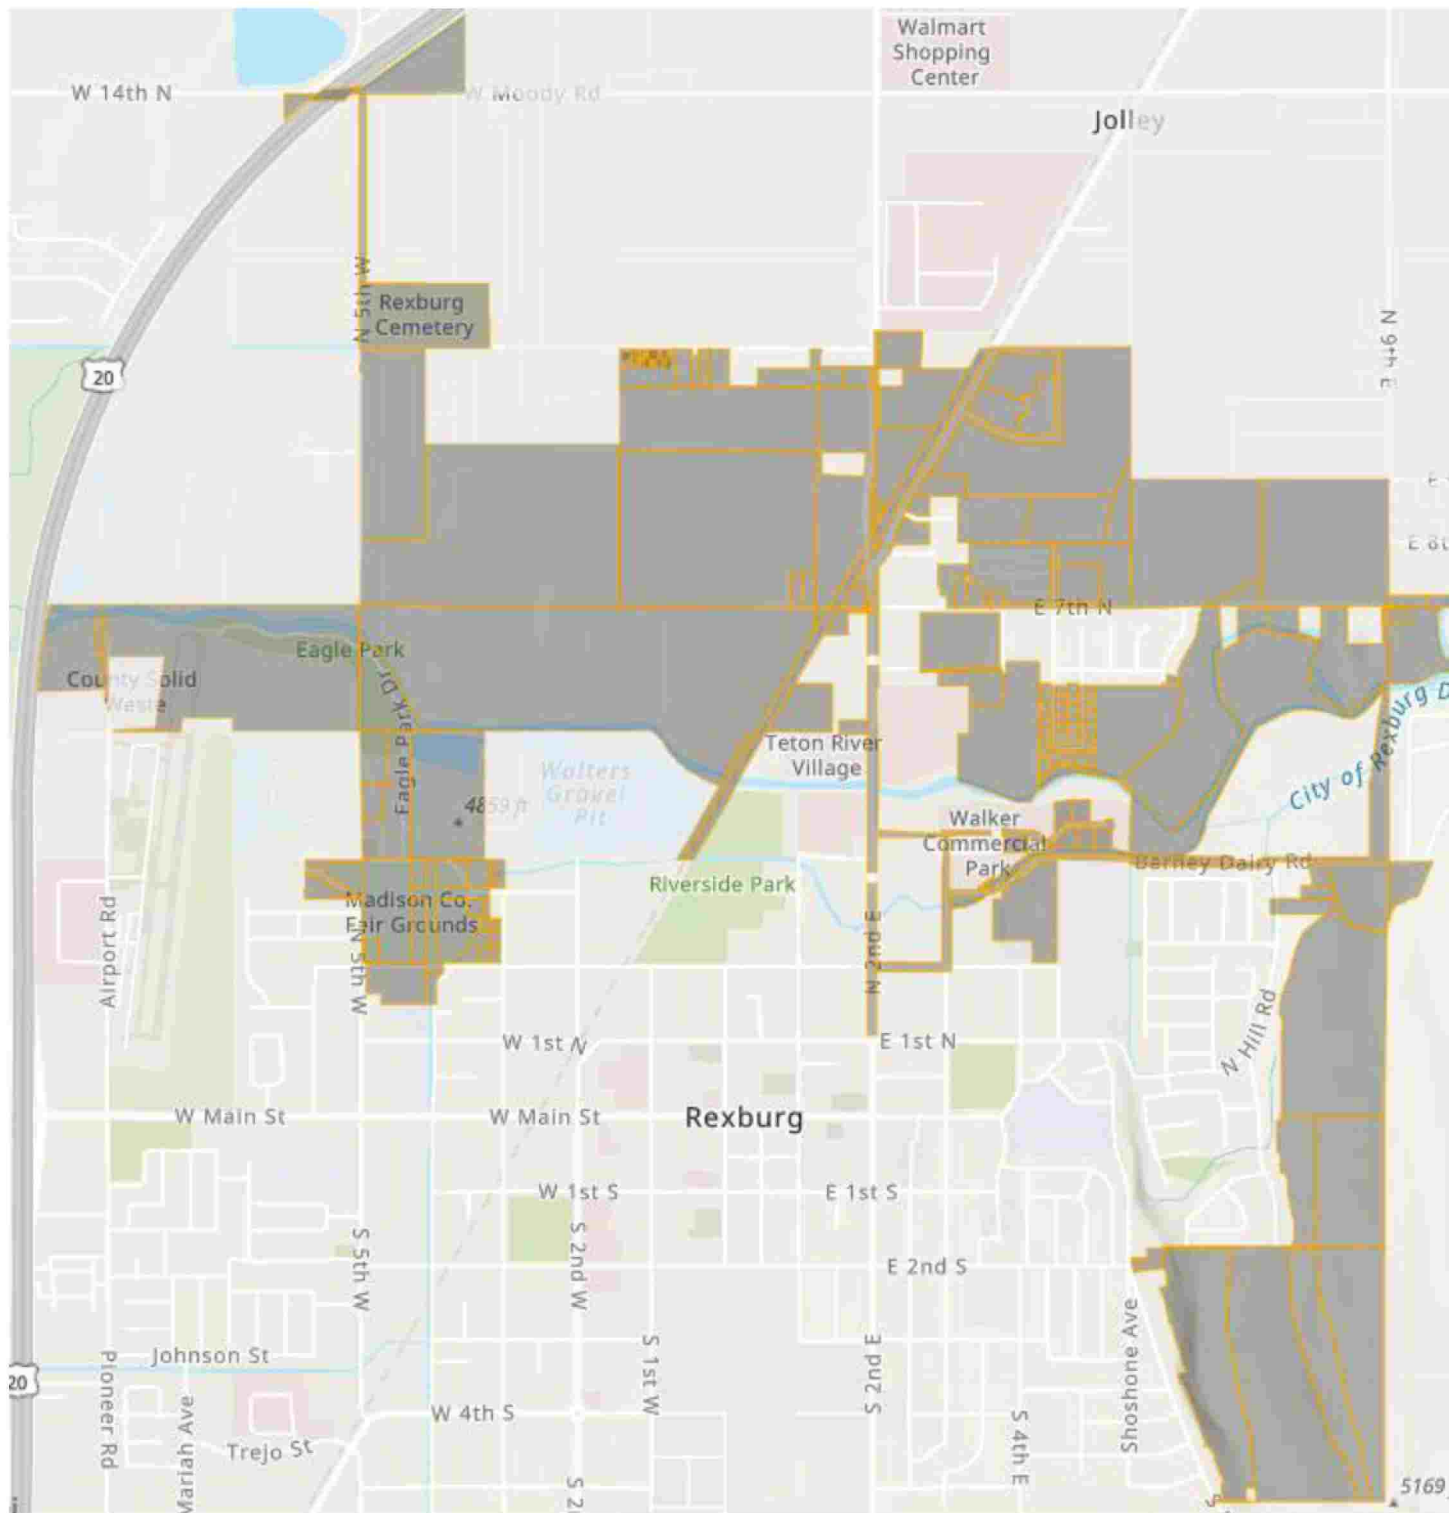 Walmart
Shopping
Center
W 14th N
W Moody Rd
Jolley
N 5th W
Rexburg
Cemetery
N 9th E
20
E 7th N
Eagle Park
County Solid
Waste
Eagle Park Dr
Teton River
Village
Walters
Gravel
Pit
4859 ft
City of Rexburg D
Walker
Commercial
Park
Barney Dairy Rd
Riverside Park
Madison Co.
Fair Grounds
Airport Rd
N 5th W
N 2nd E
N Hill Rd
W 1st N
E 1st N
W Main St
W Main St
Rexburg
W 1st S
E 1st S
S 5th W
S 2nd W
E 2nd S
Shoshone Ave
Johnson St
S 1st W
S 2nd E
20
Pioneer Rd
Mariah Ave
W 4th S
S 4th E
Trejo St
S 2
5169